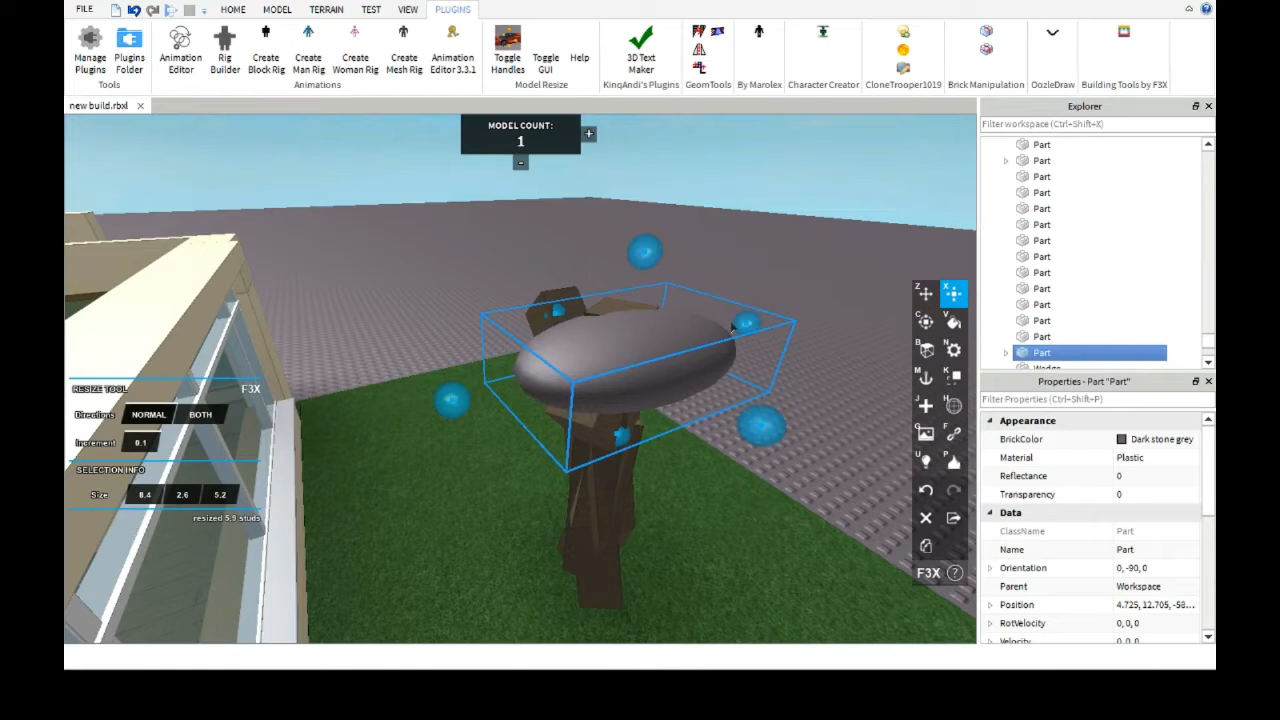 FILE HOME MODEL TERRAIN TEST VIEW PLUGINS
Manage Plugins
Plugins Folder
Animation Editor
Rig Builder
Create Block Rig
Create Man Rig
Create Woman Rig
Create Mesh Rig
Animation Editor 3.3.1
Toggle Handles
Toggle GUI
Help
3D Text Maker
Tools Animations Model Resize KinqAndi's Plugins GeomTools By Marolex Character Creator CloneTrooper1019 Brick Manipulation OozleDraw Building Tools by F3X
new build.rbxl
MODEL COUNT:
1
+
-
RESIZE TOOL F3X
Directions NORMAL BOTH
Increment 0.1
SELECTION INFO
Size 8.4 2.6 5.2
resized 5.9 studs
Z X
C V
B N
M K
J H
G F
U P
F3X ?
Explorer
Filter workspace (Ctrl+Shift+X)
Part
Part
Part
Part
Part
Part
Part
Part
Part
Part
Part
Part
Part
Part
Wedge
Properties - Part "Part"
Filter Properties (Ctrl+Shift+P)
Appearance
BrickColor Dark stone grey
Material Plastic
Reflectance 0
Transparency 0
Data
ClassName Part
Name Part
Orientation 0, -90, 0
Parent Workspace
Position 4.725, 12.705, -58...
RotVelocity 0, 0, 0
Velocity 0, 0, 0